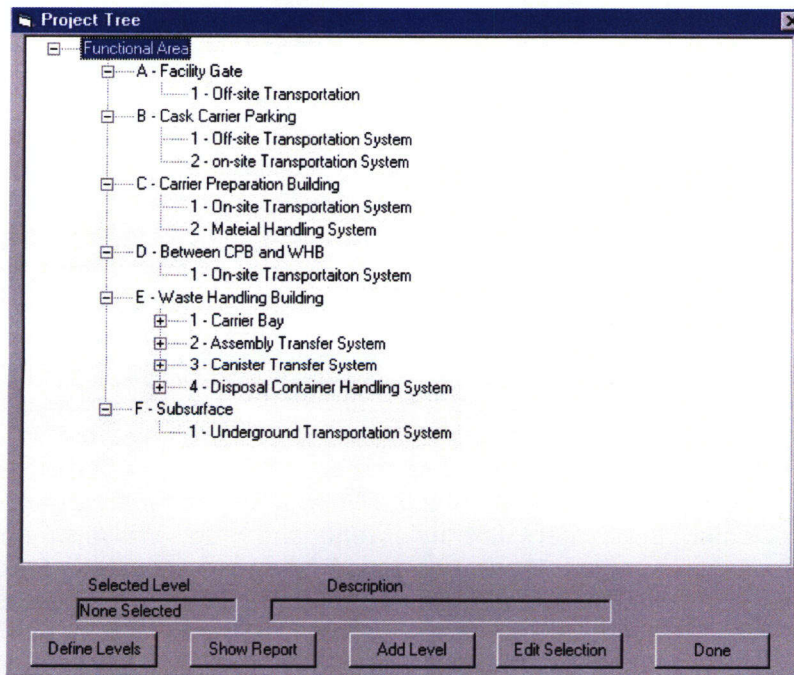 Project Tree
Functional Area
A - Facility Gate
1 - Off-site Transportation
B - Cask Carrier Parking
1 - Off-site Transportation System
2 - on-site Transportation System
C - Carrier Preparation Building
1 - On-site Transportation System
2 - Mateial Handling System
D - Between CPB and WHB
1 - On-site Transportaiton System
E - Waste Handling Building
1 - Carrier Bay
2 - Assembly Transfer System
3 - Canister Transfer System
4 - Disposal Container Handling System
F - Subsurface
1 - Underground Transportation System
Selected Level Description
None Selected
Define Levels Show Report Add Level Edit Selection Done